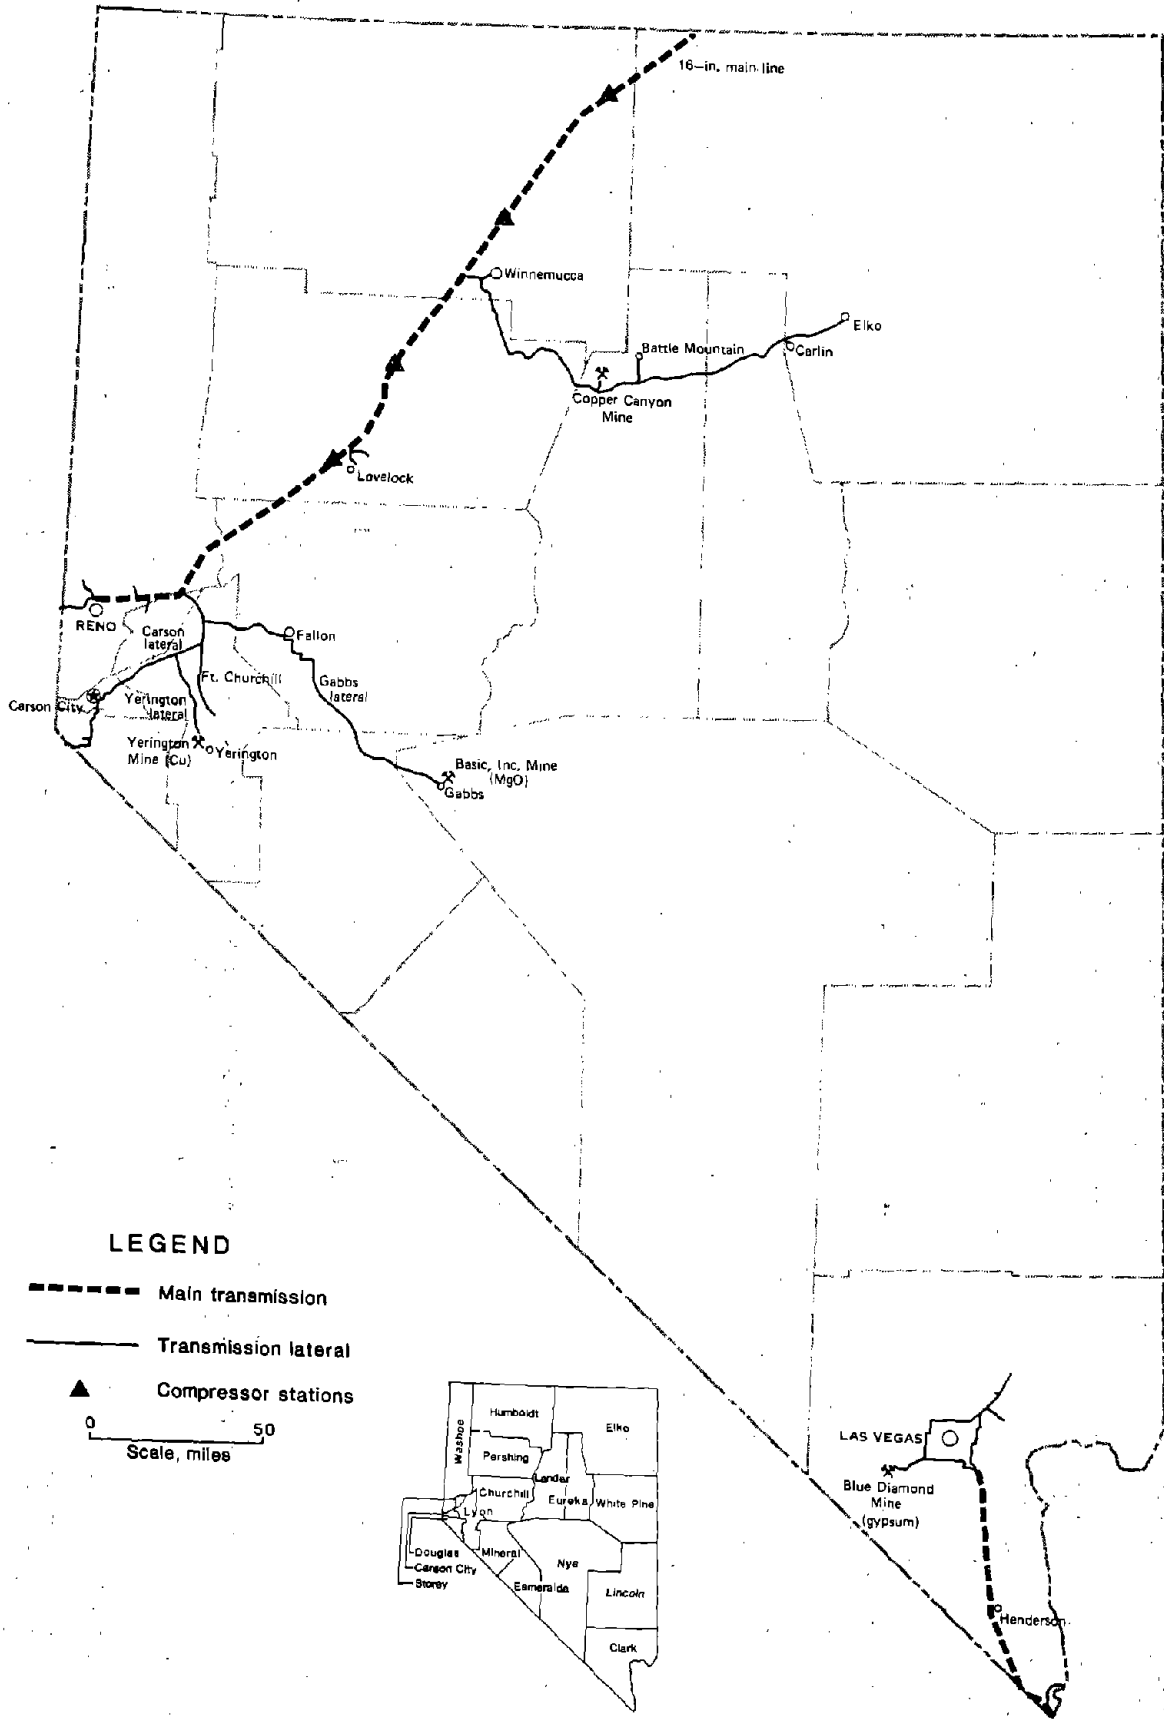 16-in. main line
Winnemucca
Elko
Carlin
Battle Mountain
Copper Canyon
Mine
Lovelock
RENO
Carson
lateral
Fallon
Ft. Churchill
Gabbs
lateral
Carson City
Yerington
lateral
Yerington
Mine (Cu)
Yerington
Basic, Inc. Mine
(MgO)
Gabbs
LEGEND
Main transmission
Transmission lateral
Compressor stations
0 50
Scale, miles
Humboldt
Elko
Washoe
Pershing
Lander
Churchill
Eureka
White Pine
Lyon
Douglas
Carson City
Storey
Mineral
Nye
Esmeralda
Lincoln
Clark
LAS VEGAS
Blue Diamond
Mine
(gypsum)
Henderson